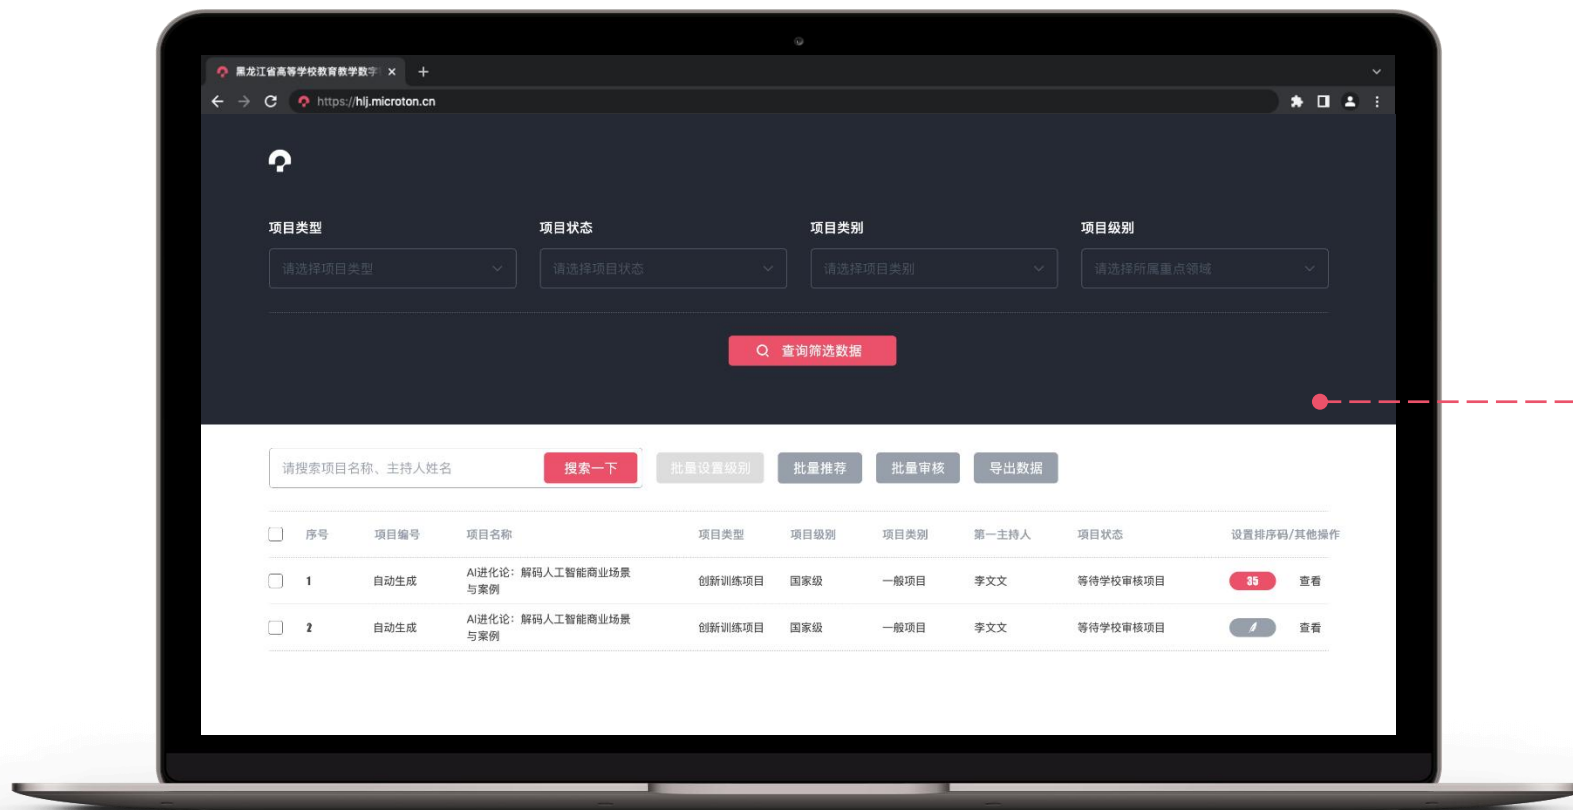 黑龙江省高等学校教育教学数字
https://hlj.microton.cn
项目类型 项目状态 项目类别 项目级别
请选择项目类型 请选择项目状态 请选择项目类别 请选择所属重点领域
查询筛选数据
请搜索项目名称、主持人姓名 搜索一下 批量设置级别 批量推荐 批量审核 导出数据
序号 项目编号 项目名称 项目类型 项目级别 项目类别 第一主持人 项目状态 设置排序码/其他操作
1 自动生成 AI进化论：解码人工智能商业场景 创新训练项目 国家级 一般项目 李文文 等待学校审核项目 35 查看
与案例
2 自动生成 AI进化论：解码人工智能商业场景 创新训练项目 国家级 一般项目 李文文 等待学校审核项目 查看
与案例